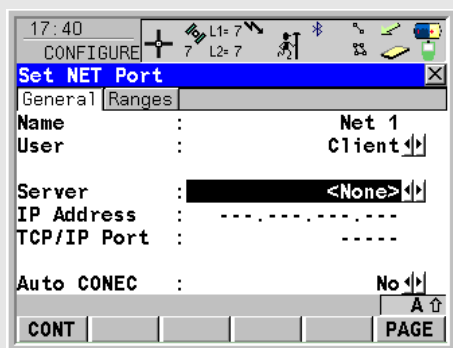 17:40
CONFIGURE
7 L1= 7
L2= 7
Set NET Port
General Ranges
Name : Net 1
User : Client
Server : <None>
IP Address : ---.---.---.---
TCP/IP Port : -----
Auto CONEC : No
A
CONT PAGE